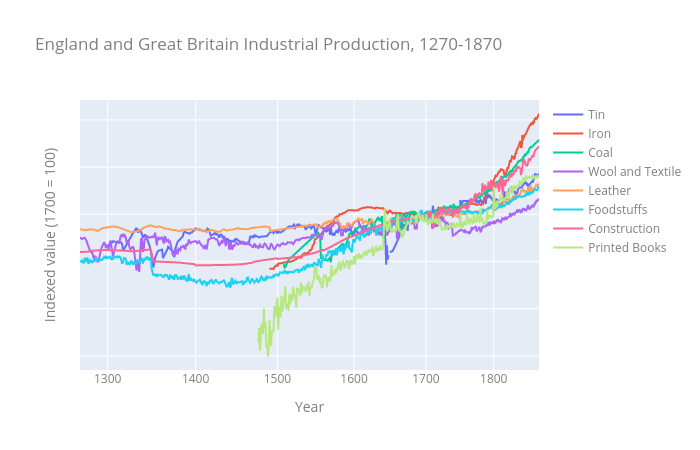 England and Great Britain Industrial Production, 1270-1870
Indexed value (1700 = 100)
1300 1400 1500 1600 1700 1800
Year
Tin
Iron
Coal
Wool and Textile
Leather
Foodstuffs
Construction
Printed Books